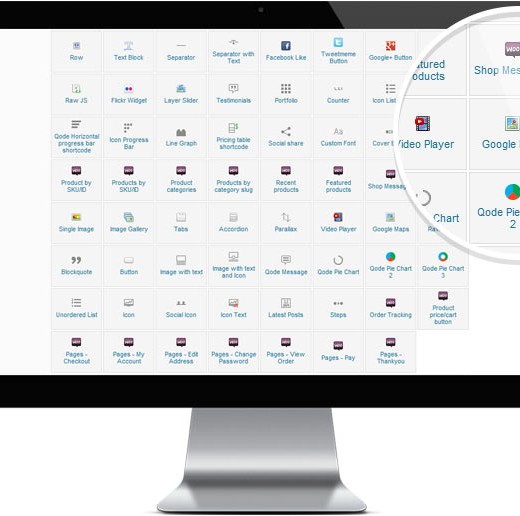 Row
Text Block
Separator
Separator with
Text
Facebook Like
Tweetmeme
Button
Google+ Button
Raw JS
Flickr Widget
Layer Slider
Testimonials
Portfolio
Counter
Icon List
Qode Horizontal
progress bar
shortcode
Icon Progress
Bar
Line Graph
Pricing table
shortcode
Social share
Custom Font
Cover
Product by
SKU/ID
Products by
SKU/ID
Product
categories
Products by
category slug
Recent
products
Featured
products
Shop Messag
Single Image
Image Gallery
Tabs
Accordion
Parallax
Video Player
Google Maps
Blockquote
Button
Image with text
Image with text
and Icon
Qode Message
Qode Pie Chart
Qode Pie Chart
2
Qode Pie Chart
3
Unordered List
Icon
Social Icon
Icon Text
Latest Posts
Steps
Order Tracking
Product
price/cart
button
Pages -
Checkout
Pages - My
Account
Pages - Edit
Address
Pages - Change
Password
Pages - View
Order
Pages - Pay
Pages -
Thankyou
tured
oducts
Shop Mess
Video Player
Google
Chart
Qode Pie
2